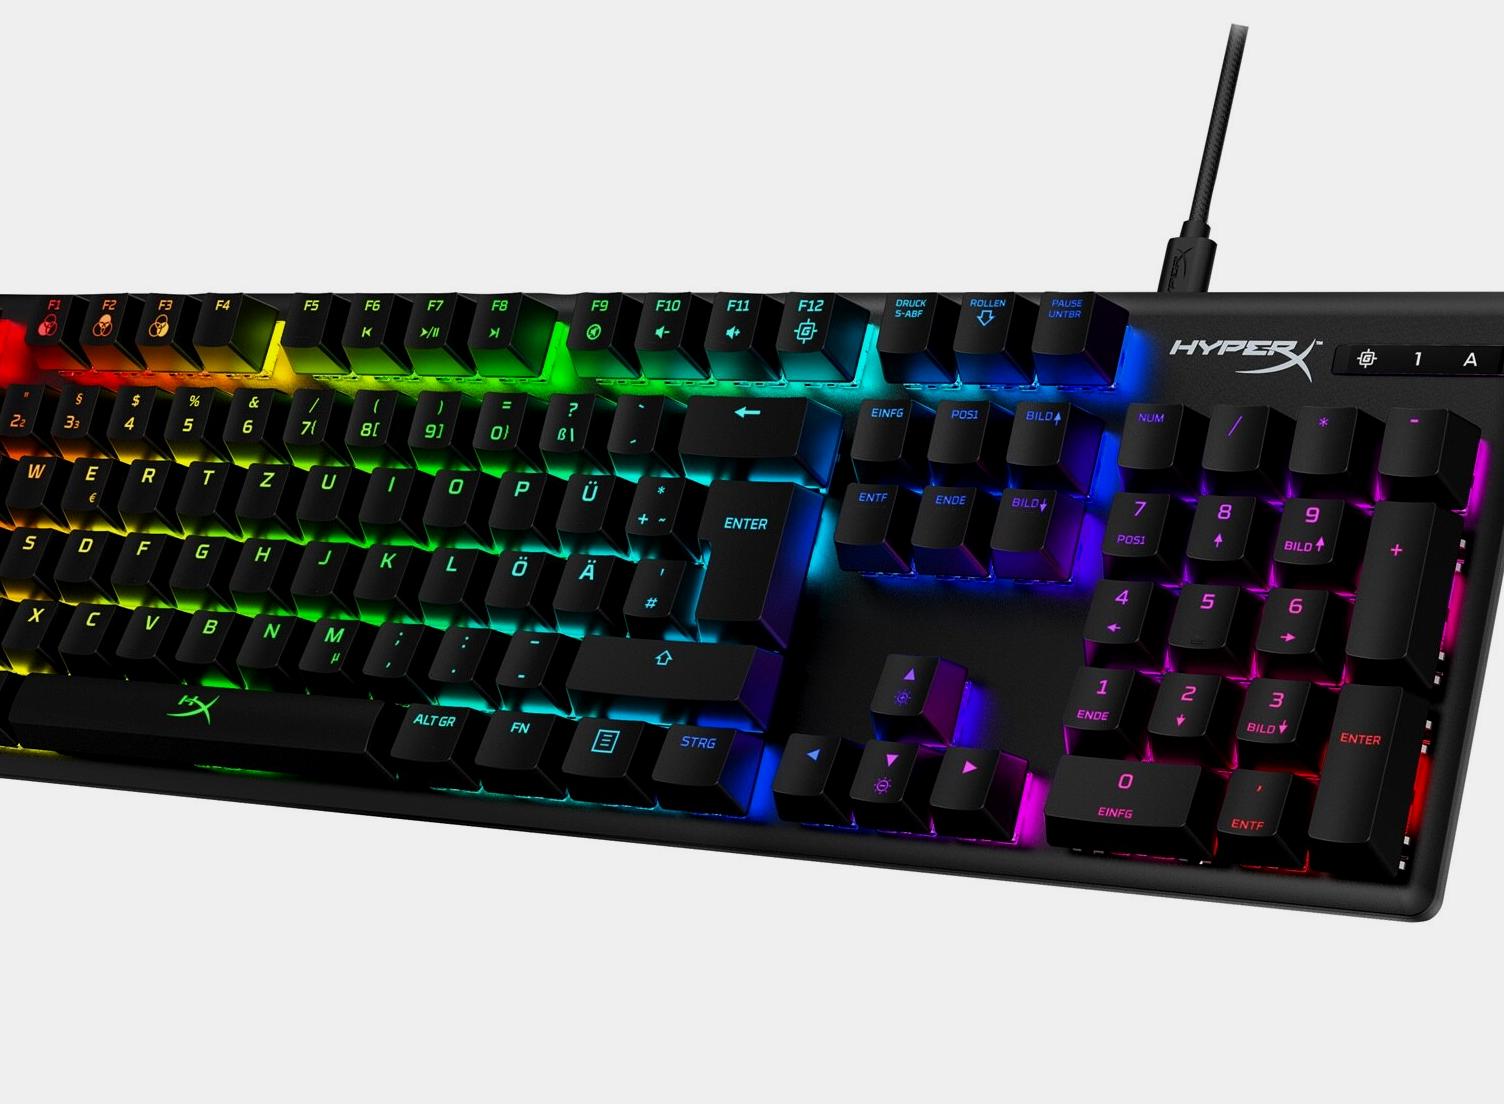 F1 F2 F3 F4 F5 F6 F7 F8 F9 F10 F11 F12 DRUCK ROLLEN PAUSE
S-ABF UNTBR
HYPERX™ G 1 A
" § $ % & / ( ) = ? `
2² 3³ 4 5 6 7{ 8[ 9] 0} ß\ ´
EINFG POS1 BILD
NUM / * -
W E R T Z U I O P Ü *
€ + ~
ENTER
ENTF ENDE BILD
7 8 9 +
POS1 BILD
S D F G H J K L Ö Ä '
#
4 5 6
X C V B N M ; : _
µ , . -
1 2 3 ENTER
ENDE BILD
HX ALT GR FN STRG
0 ,
EINFG ENTF